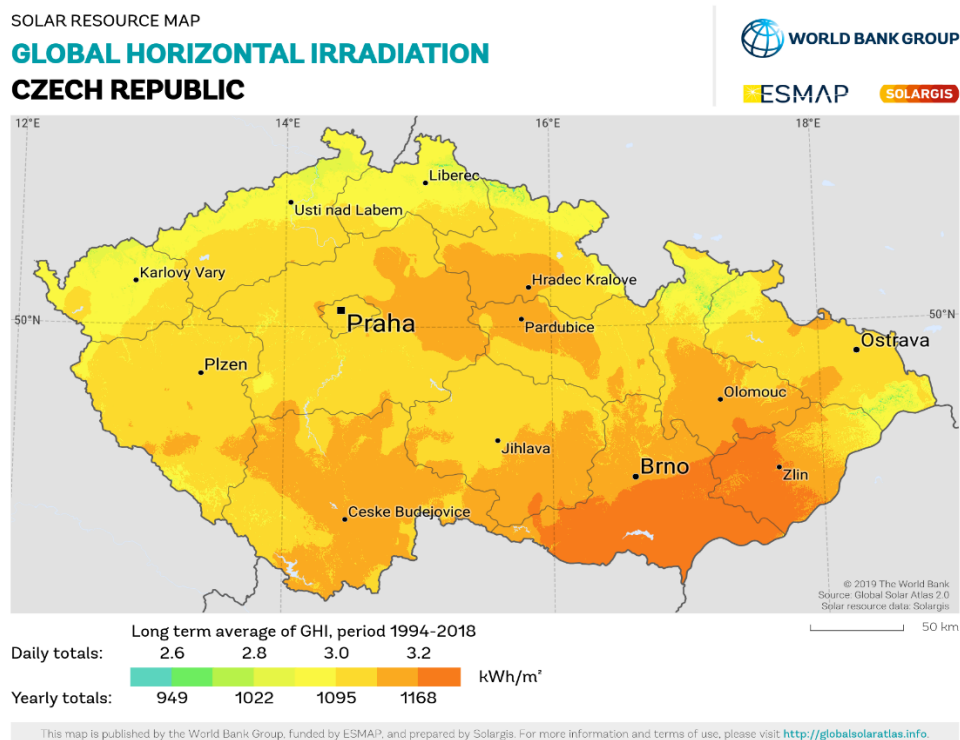 SOLAR RESOURCE MAP
GLOBAL HORIZONTAL IRRADIATION
CZECH REPUBLIC
WORLD BANK GROUP
ESMAP
SOLARGIS
12°E 14°E 16°E 18°E
Liberec
Usti nad Labem
Karlovy Vary
Hradec Kralove
50°N 50°N
Praha
Pardubice
Ostrava
Plzen
Olomouc
Jihlava
Brno
Zlin
Ceske Budejovice
© 2019 The World Bank
Source: Global Solar Atlas 2.0
Solar resource data: Solargis
50 km
Long term average of GHI, period 1994-2018
Daily totals: 2.6 2.8 3.0 3.2
kWh/m²
Yearly totals: 949 1022 1095 1168
This map is published by the World Bank Group, funded by ESMAP, and prepared by Solargis. For more information and terms of use, please visit http://globalsolaratlas.info.